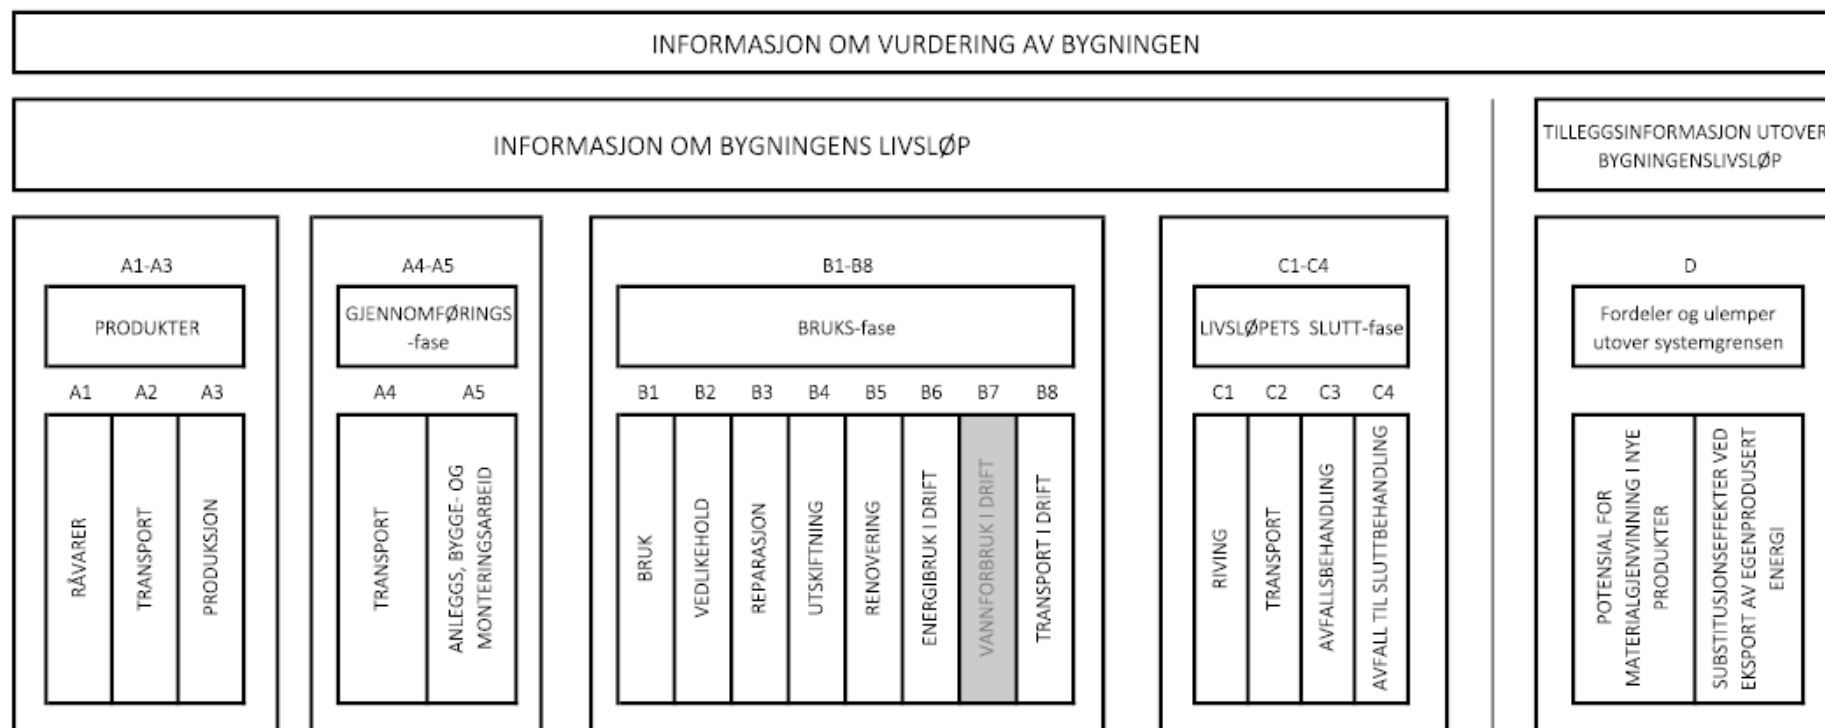 INFORMASJON OM VURDERING AV BYGNINGEN
INFORMASJON OM BYGNINGENS LIVSLØP
TILLEGGSINFORMASJON UTOVER
BYGNINGENSLIVSLØP
A1-A3
PRODUKTER
A1 A2 A3
RÅVARER
TRANSPORT
PRODUKSJON
A4-A5
GJENNOMFØRINGS
-fase
A4 A5
TRANSPORT
ANLEGGS, BYGGE- OG
MONTERINGSARBEID
B1-B8
BRUKS-fase
B1 B2 B3 B4 B5 B6 B7 B8
BRUK
VEDLIKEHOLD
REPARASJON
UTSKIFTNING
RENOVERING
ENERGIBRUK I DRIFT
VANNFORBRUK I DRIFT
TRANSPORT I DRIFT
C1-C4
LIVSLØPETS SLUTT-fase
C1 C2 C3 C4
RIVING
TRANSPORT
AVFALLSBEHANDLING
AVFALL TIL SLUTTBEHANDLING
D
Fordeler og ulemper
utover systemgrensen
POTENSIAL FOR
MATERIALGJENVINNING I NYE
PRODUKTER
SUBSTITUSJONSEFFEKTER VED
EKSPORT AV EGENPRODUSERT
ENERGI